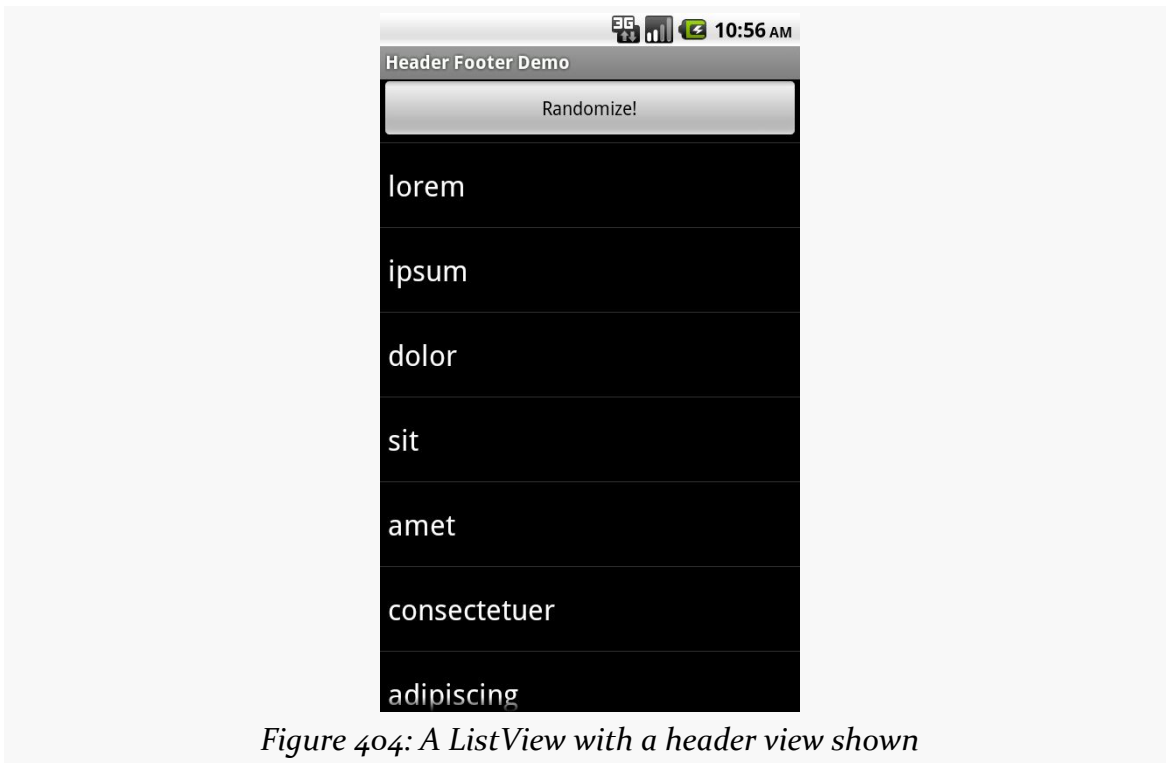 3G 10:56 AM
Header Footer Demo
Randomize!
lorem
ipsum
dolor
sit
amet
consectetuer
adipiscing
Figure 404: A ListView with a header view shown